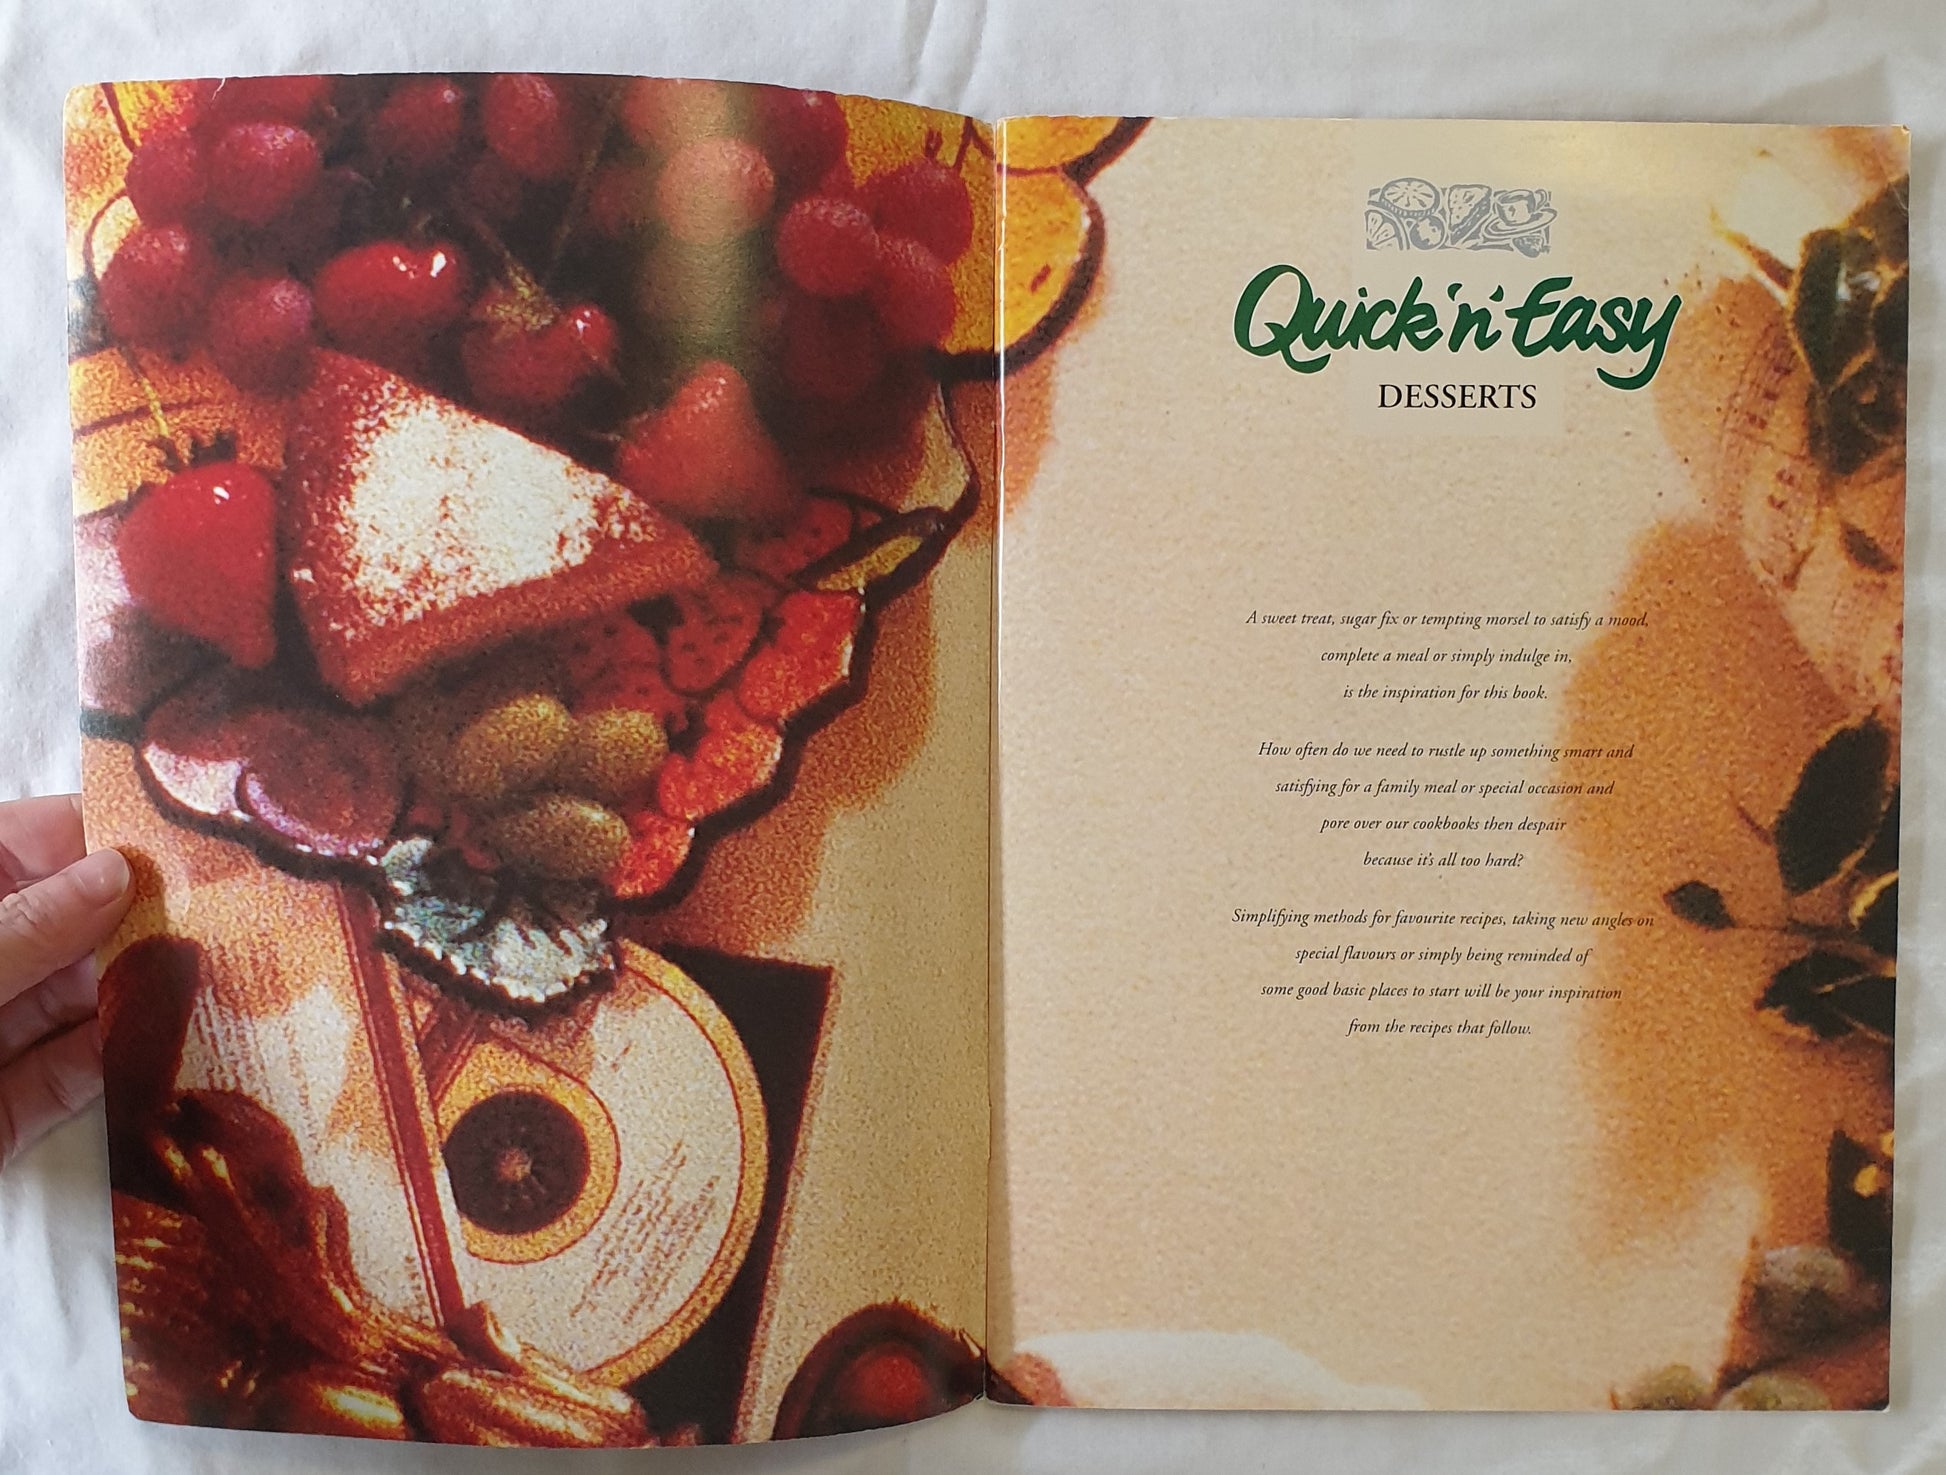 Quick 'n' Easy
DESSERTS
A sweet treat, sugar fix or tempting morsel to satisfy a mood,
complete a meal or simply indulge in,
is the inspiration for this book.
How often do we need to rustle up something smart and
satisfying for a family meal or special occasion and
pore over our cookbooks then despair
because it's all too hard?
Simplifying methods for favourite recipes, taking new angles on
special flavours or simply being reminded of
some good basic places to start will be your inspiration
from the recipes that follow.